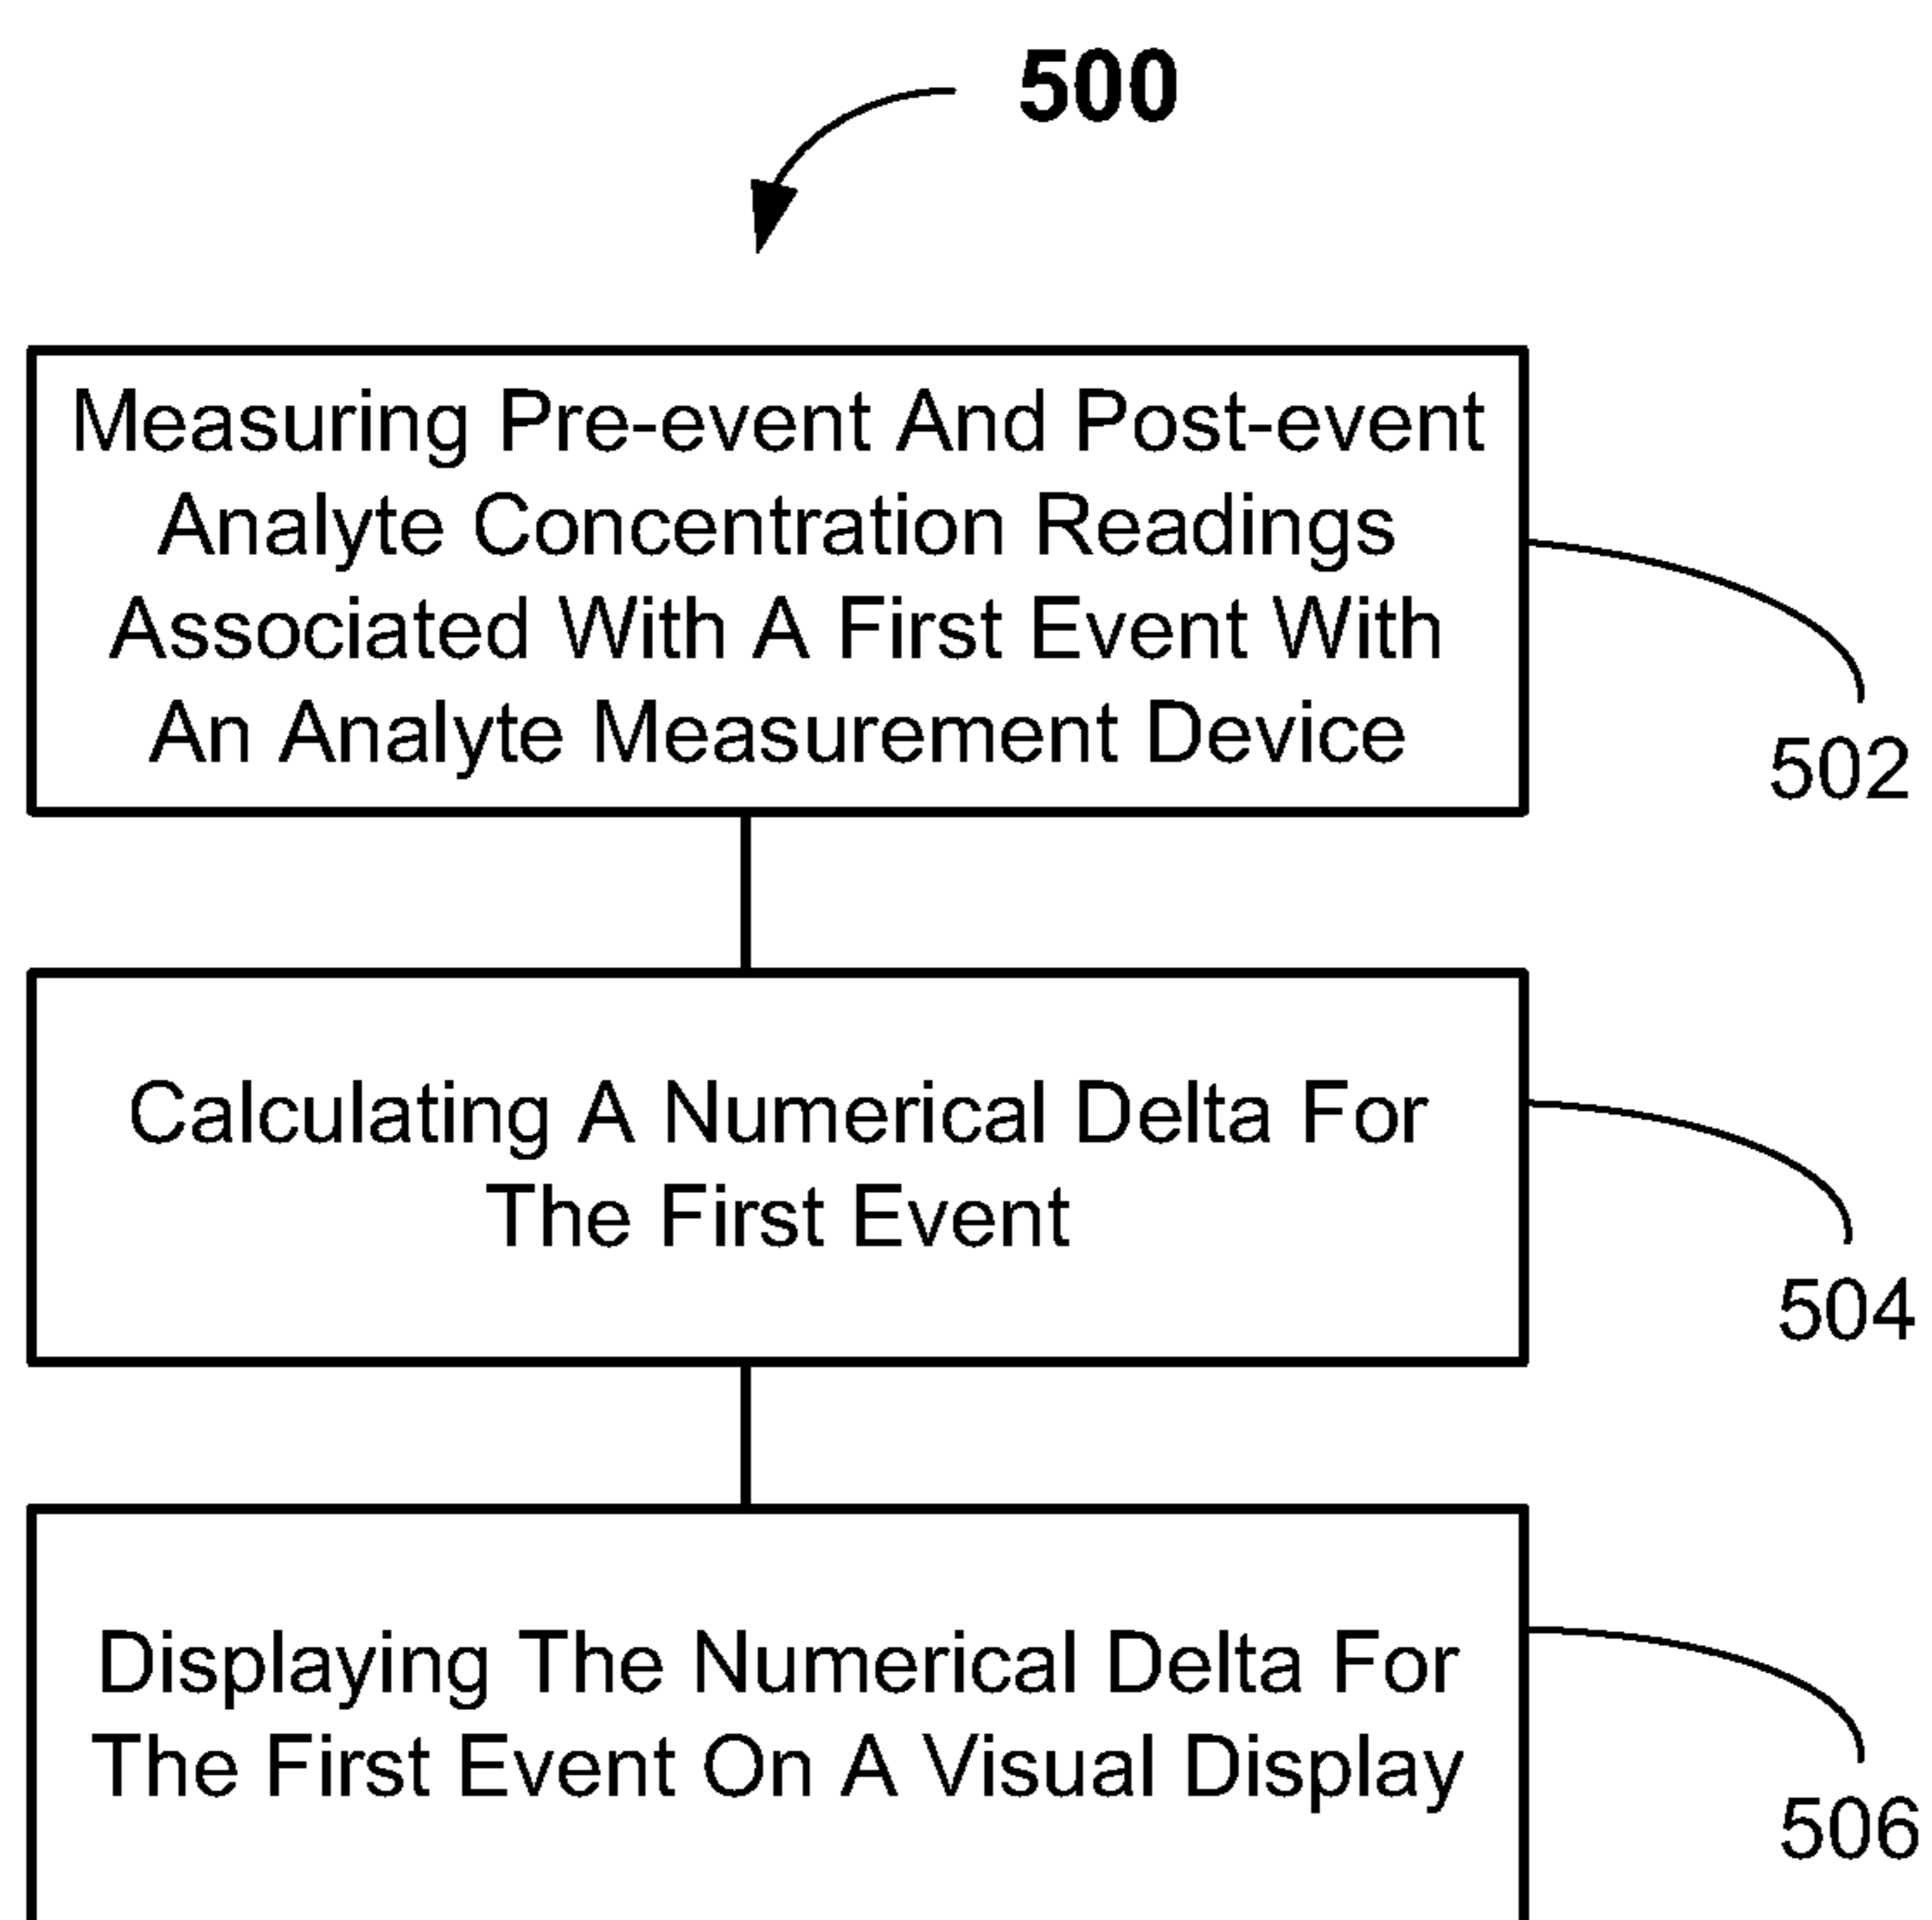 500
Measuring Pre-event And Post-event
Analyte Concentration Readings
Associated With A First Event With
An Analyte Measurement Device
502
Calculating A Numerical Delta For
The First Event
504
Displaying The Numerical Delta For
The First Event On A Visual Display
506